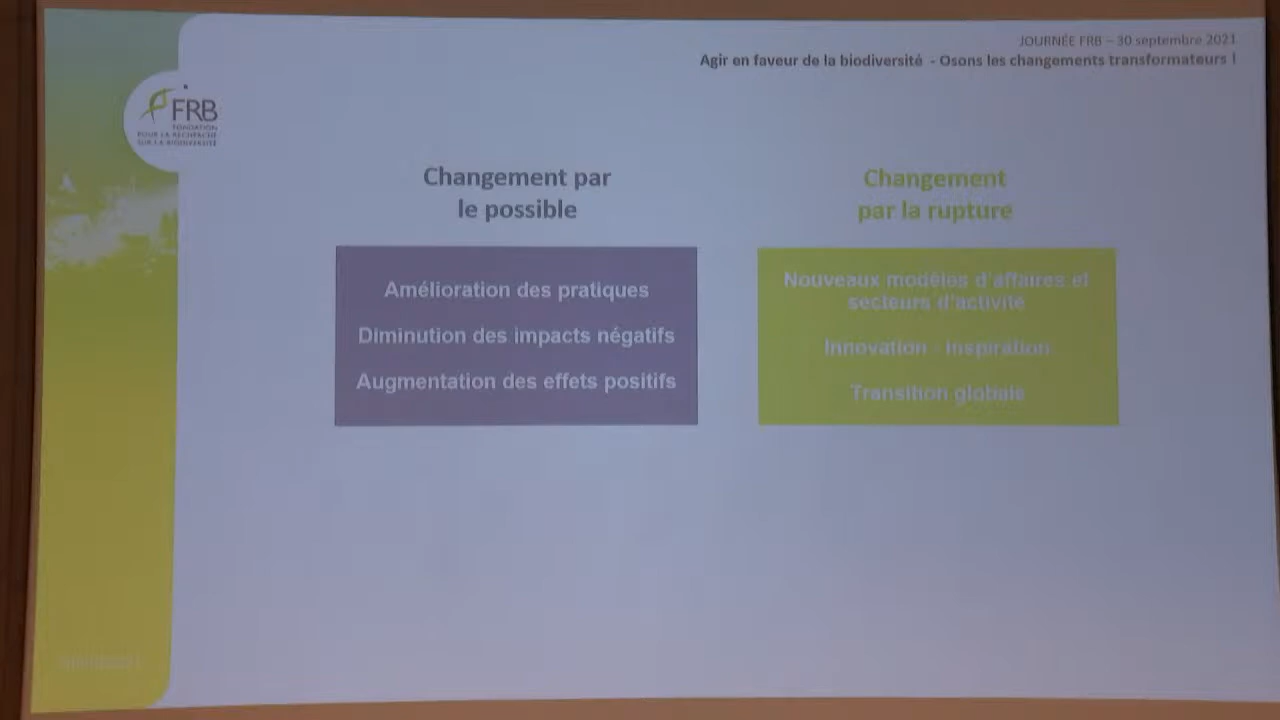 JOURNÉE FRB – 30 septembre 2021
Agir en faveur de la biodiversité - Osons les changements transformateurs !
FRB
FONDATION
POUR LA RECHERCHE
SUR LA BIODIVERSITÉ
Changement par
le possible
Amélioration des pratiques
Diminution des impacts négatifs
Augmentation des effets positifs
Changement
par la rupture
Nouveaux modèles d'affaires et
secteurs d'activité
Innovation - inspiration
Transition globale